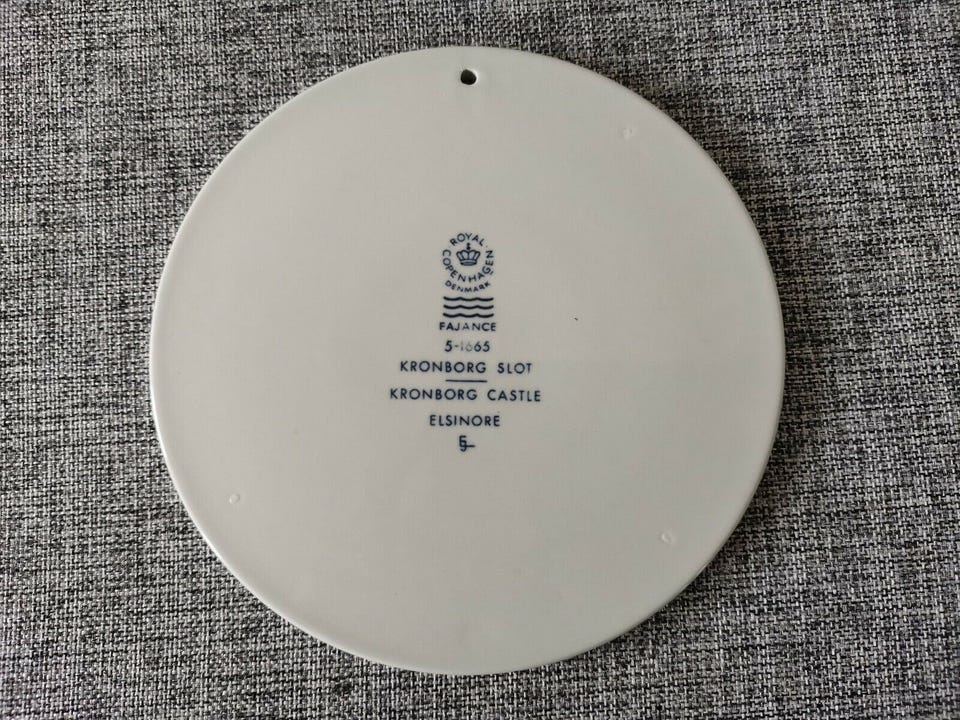 ROYAL COPENHAGEN
DENMARK
FAJANCE
5-1665
KRONBORG SLOT
KRONBORG CASTLE
ELSINORE